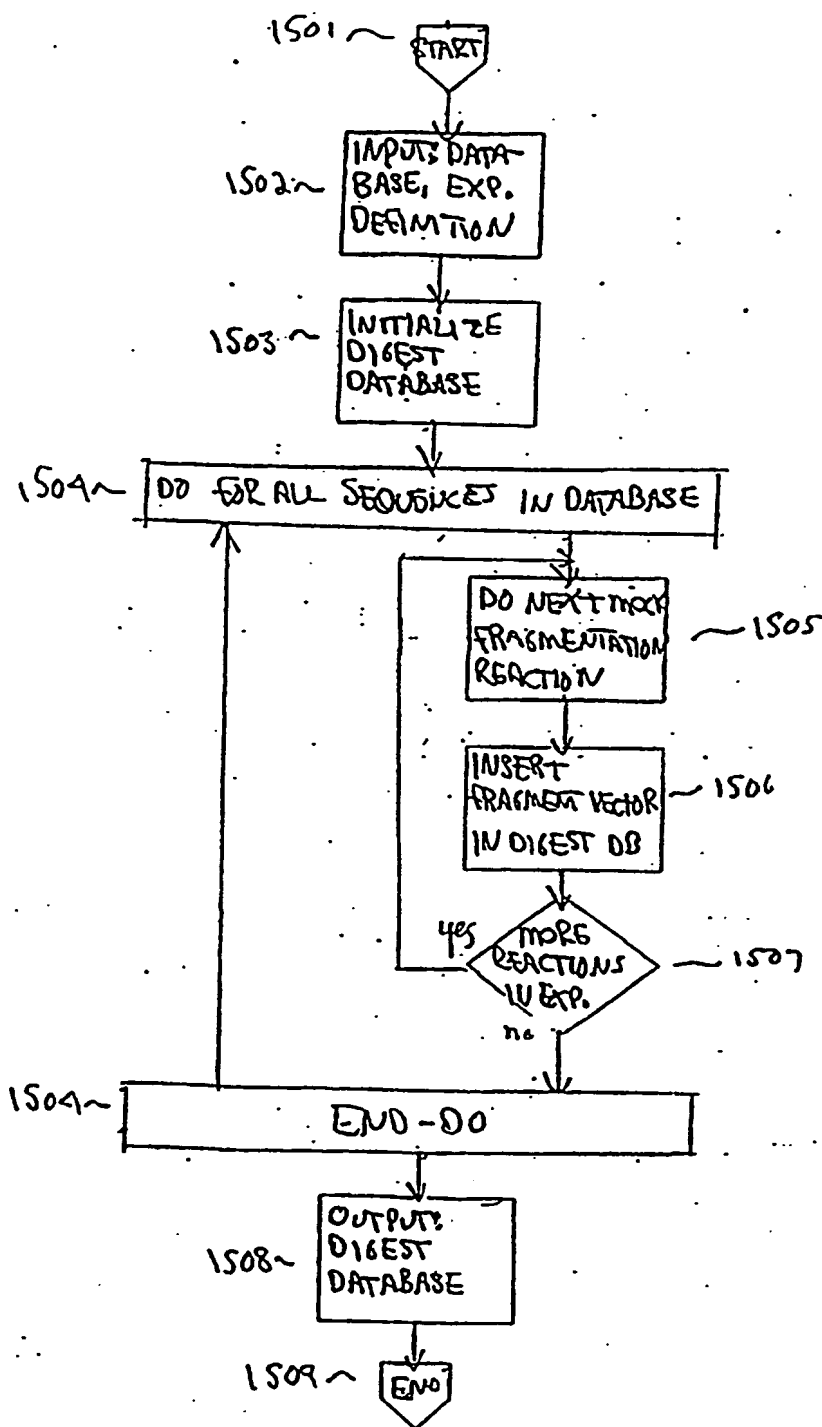 1501~ START
1502~
INPUT: DATA-
BASE, EXP.
DEFINITION
1503~
INITIALIZE
DIGEST
DATABASE
1504~ DO FOR ALL SEQUENCES IN DATABASE
DO NEXT MOCK
FRAGMENTATION
REACTION
~1505
INSERT
FRAGMENT VECTOR
IN DIGEST DB
~1506
MORE
REACTIONS
IN EXP.
~1507
yes
no
1504~ END-DO
1508~
OUTPUT:
DIGEST
DATABASE
1509~ END